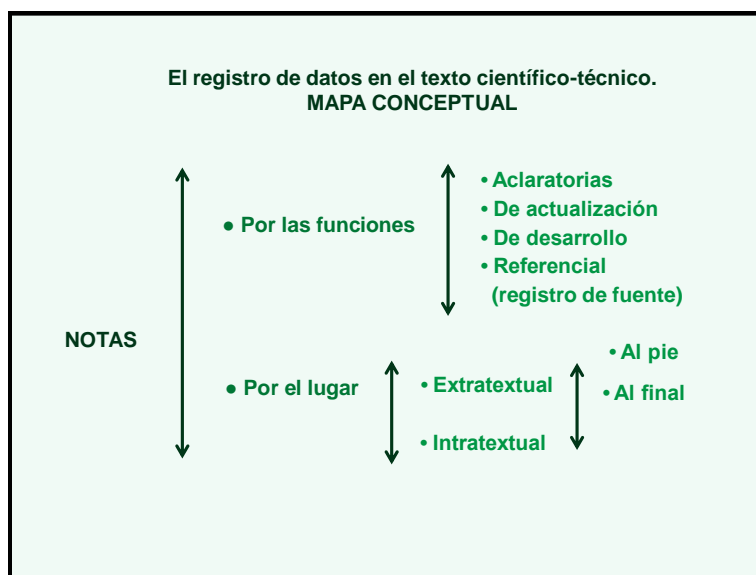 El registro de datos en el texto científico-técnico.
MAPA CONCEPTUAL
NOTAS
● Por las funciones
• Aclaratorias
• De actualización
• De desarrollo
• Referencial
(registro de fuente)
● Por el lugar
• Extratextual
• Intratextual
• Al pie
• Al final